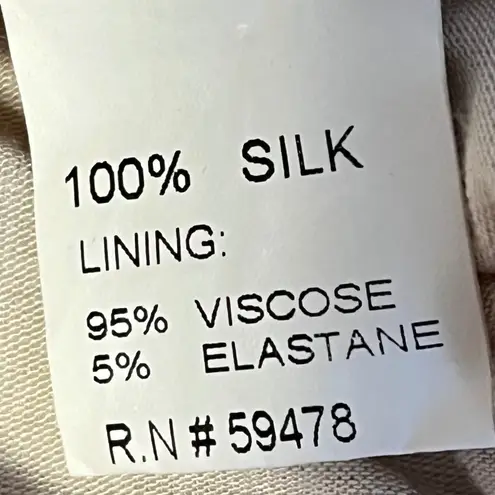 100% SILK
LINING:
95% VISCOSE
5% ELASTANE
R.N # 59478